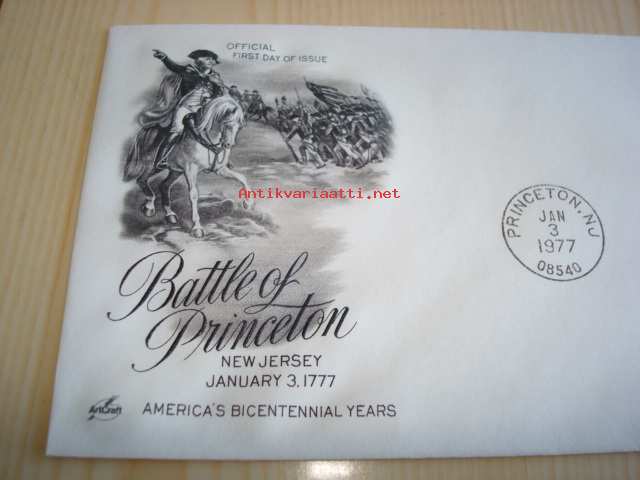 OFFICIAL
FIRST DAY OF ISSUE
Antikvariaatti.net
PRINCETON, NJ
JAN
3
1977
08540
Battle of
Princeton
NEW JERSEY
JANUARY 3, 1777
ArtCraft
AMERICA'S BICENTENNIAL YEARS